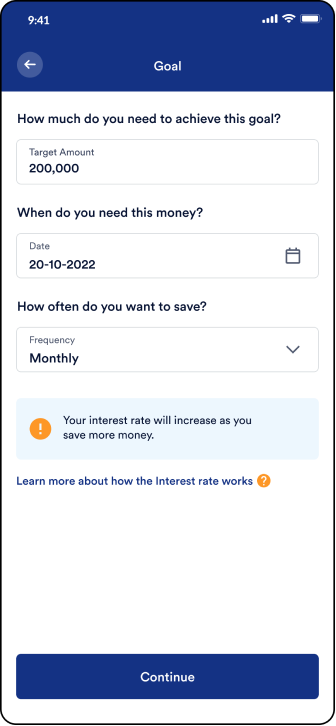 9:41
Goal
How much do you need to achieve this goal?
Target Amount
200,000
When do you need this money?
Date
20-10-2022
How often do you want to save?
Frequency
Monthly
Your interest rate will increase as you
save more money.
Learn more about how the Interest rate works
Continue